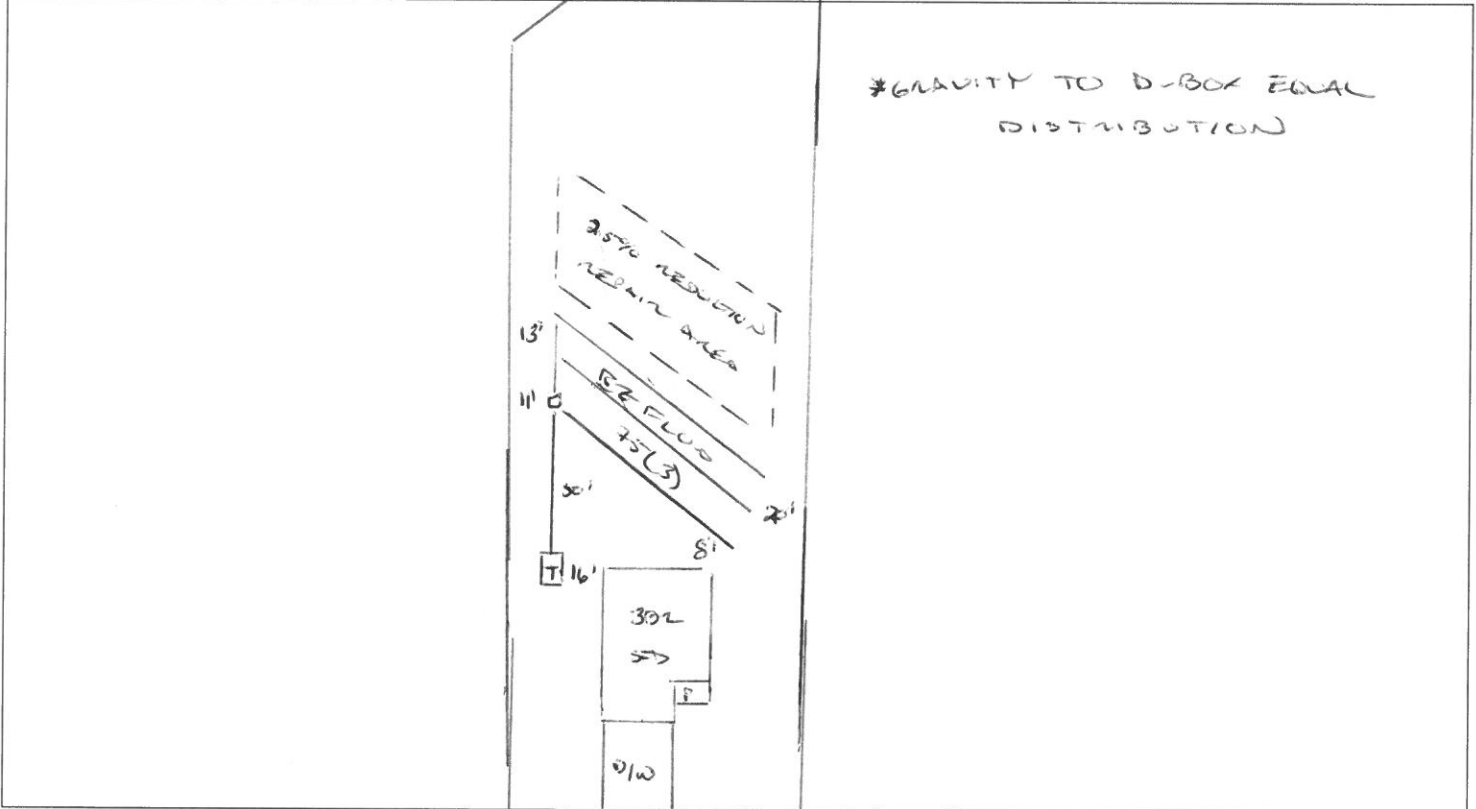 *GRAVITY TO D-BOX EQUAL
DISTRIBUTION
25% REDUCTION
REPAIR AREA
13'
EZ FLOW
11'
75(3)
30'
20'
8'
T 16'
3BR
SFD
P
D/W